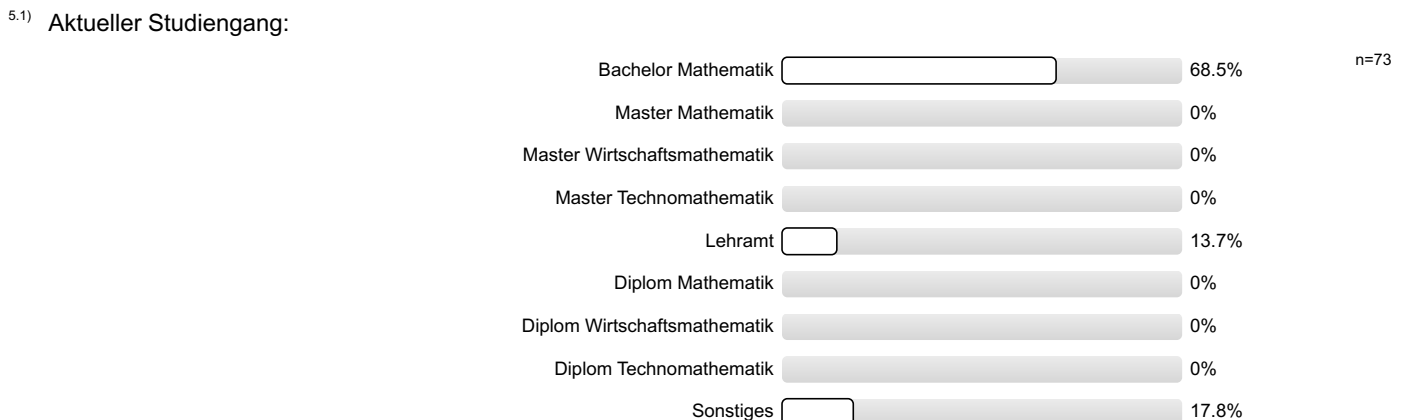 5.1) Aktueller Studiengang:
n=73
Bachelor Mathematik 68.5%
Master Mathematik 0%
Master Wirtschaftsmathematik 0%
Master Technomathematik 0%
Lehramt 13.7%
Diplom Mathematik 0%
Diplom Wirtschaftsmathematik 0%
Diplom Technomathematik 0%
Sonstiges 17.8%